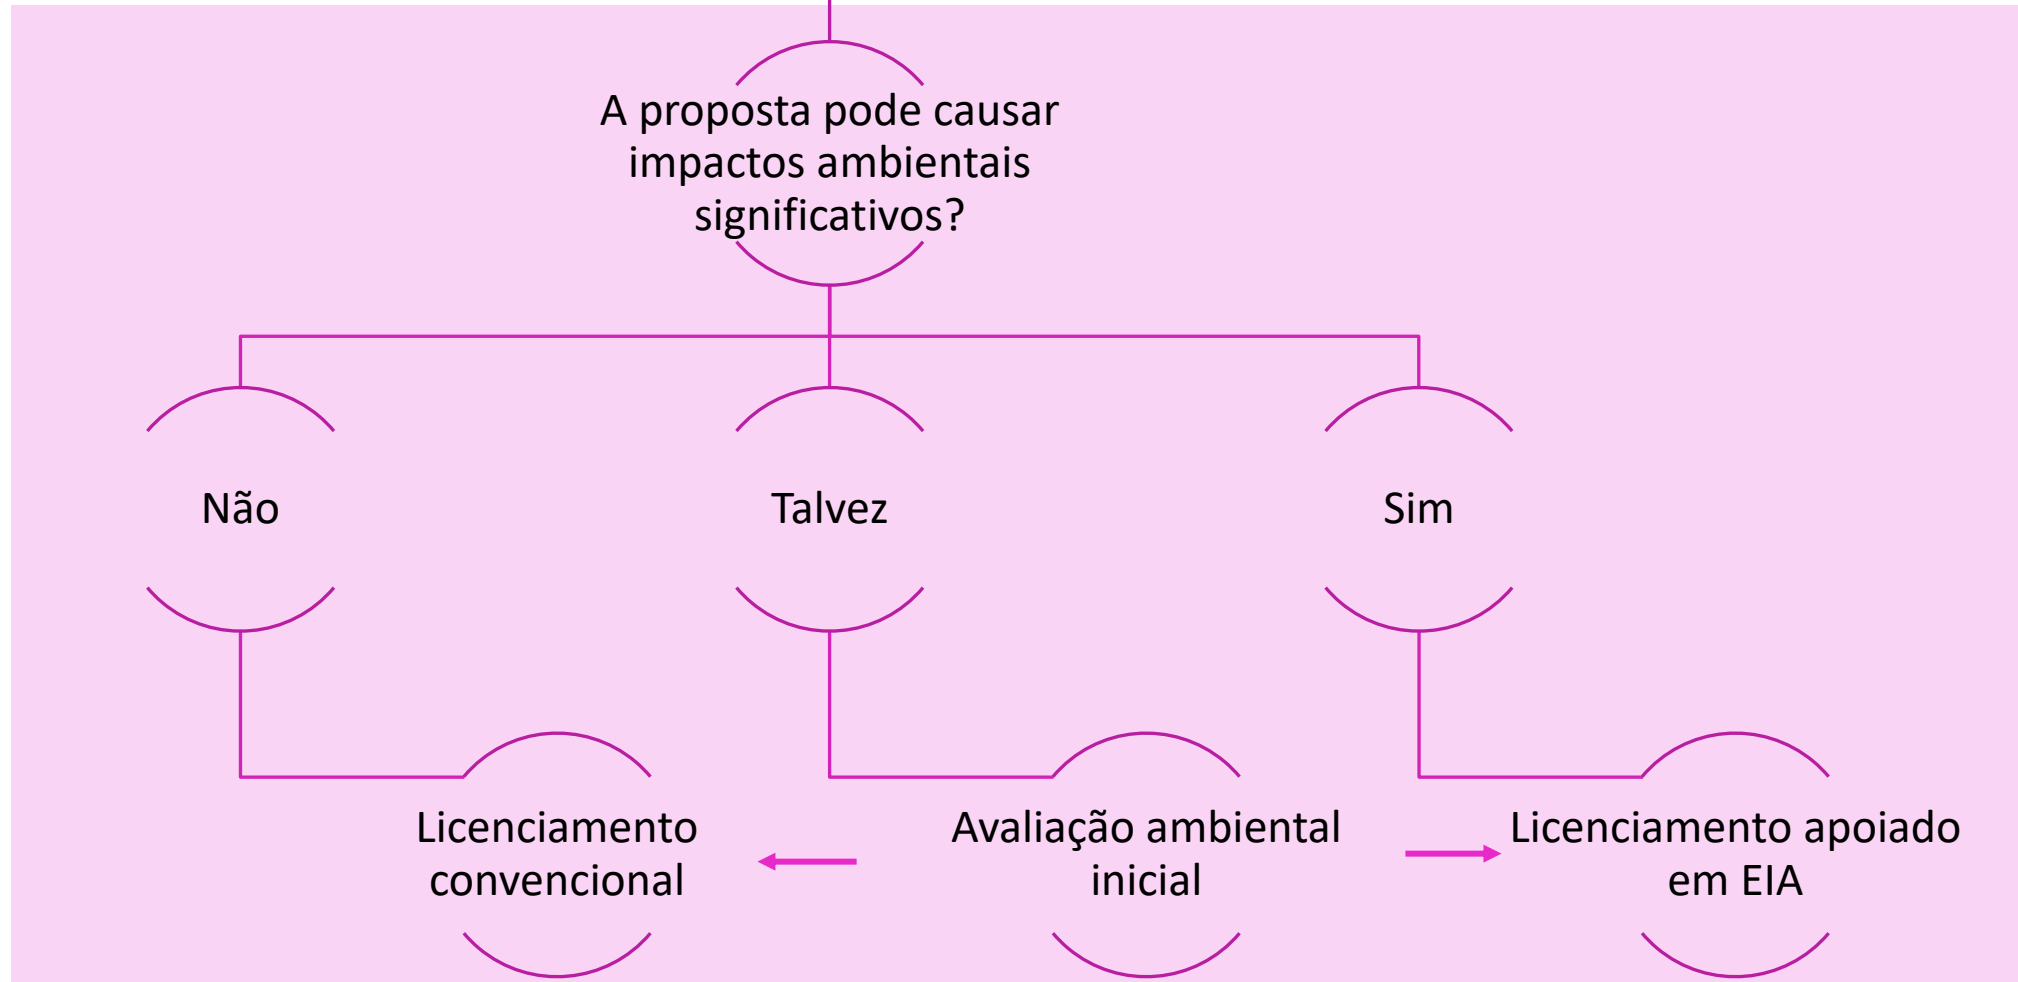 A proposta pode causar
impactos ambientais
significativos?
Não
Talvez
Sim
Licenciamento
convencional
Avaliação ambiental
inicial
Licenciamento apoiado
em EIA